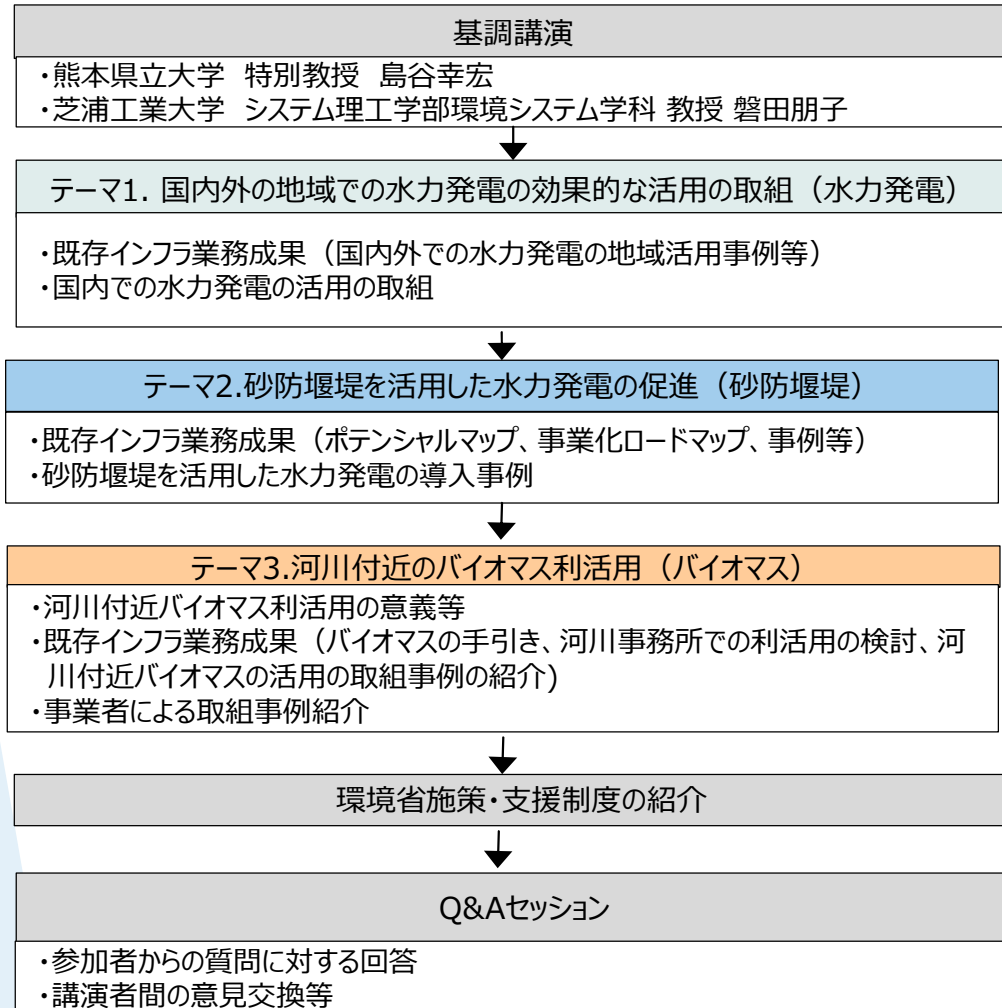 基調講演
・熊本県立大学　特別教授　島谷幸宏
・芝浦工業大学　システム理工学部環境システム学科 教授 磐田朋子
テーマ1. 国内外の地域での水力発電の効果的な活用の取組（水力発電）
・既存インフラ業務成果（国内外での水力発電の地域活用事例等）
・国内での水力発電の活用の取組
テーマ2.砂防堰堤を活用した水力発電の促進（砂防堰堤）
・既存インフラ業務成果（ポテンシャルマップ、事業化ロードマップ、事例等）
・砂防堰堤を活用した水力発電の導入事例
テーマ3.河川付近のバイオマス利活用（バイオマス）
・河川付近バイオマス利活用の意義等
・既存インフラ業務成果（バイオマスの手引き、河川事務所での利活用の検討、河
川付近バイオマスの活用の取組事例の紹介)
・事業者による取組事例紹介
環境省施策・支援制度の紹介
Q&Aセッション
・参加者からの質問に対する回答
・講演者間の意見交換等